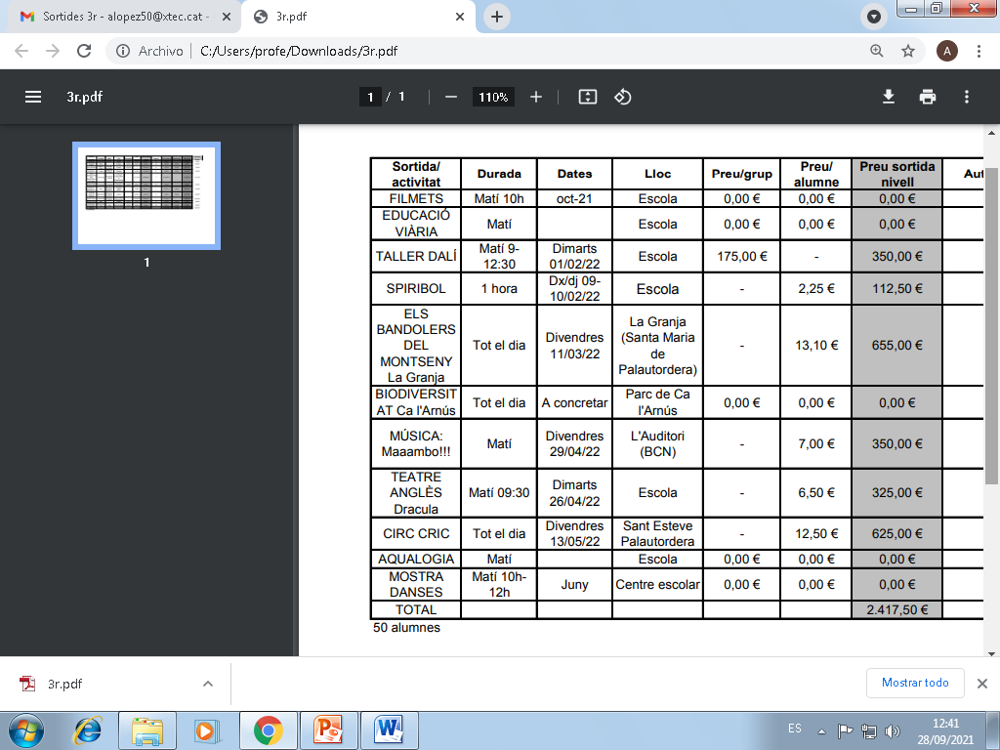 Sortides 3r - alopez50@xtec.cat -
3r.pdf
Archivo
C:/Users/profe/Downloads/3r.pdf
A
3r.pdf
1 / 1
110%
1
Sortida/ activitat Durada Dates Lloc Preu/grup Preu/ alumne Preu sortida nivell Aut
FILMETS Matí 10h oct-21 Escola 0,00 € 0,00 € 0,00 €
EDUCACIÓ VIÀRIA Matí Escola 0,00 € 0,00 € 0,00 €
TALLER DALÍ Matí 9-12:30 Dimarts 01/02/22 Escola 175,00 € - 350,00 €
SPIRIBOL 1 hora Dx/dj 09-10/02/22 Escola - 2,25 € 112,50 €
ELS BANDOLERS DEL MONTSENY La Granja Tot el dia Divendres 11/03/22 La Granja (Santa Maria de Palautordera) - 13,10 € 655,00 €
BIODIVERSITAT Ca l'Arnús Tot el dia A concretar Parc de Ca l'Arnús 0,00 € 0,00 € 0,00 €
MÚSICA: Maaambo!!! Matí Divendres 29/04/22 L'Auditori (BCN) - 7,00 € 350,00 €
TEATRE ANGLÈS Dracula Matí 09:30 Dimarts 26/04/22 Escola - 6,50 € 325,00 €
CIRC CRIC Tot el dia Divendres 13/05/22 Sant Esteve Palautordera - 12,50 € 625,00 €
AQUALOGIA Matí Escola 0,00 € 0,00 € 0,00 €
MOSTRA DANSES Matí 10h-12h Juny Centre escolar 0,00 € 0,00 € 0,00 €
TOTAL 2.417,50 €
50 alumnes
3r.pdf
Mostrar todo
ES
12:41
28/09/2021